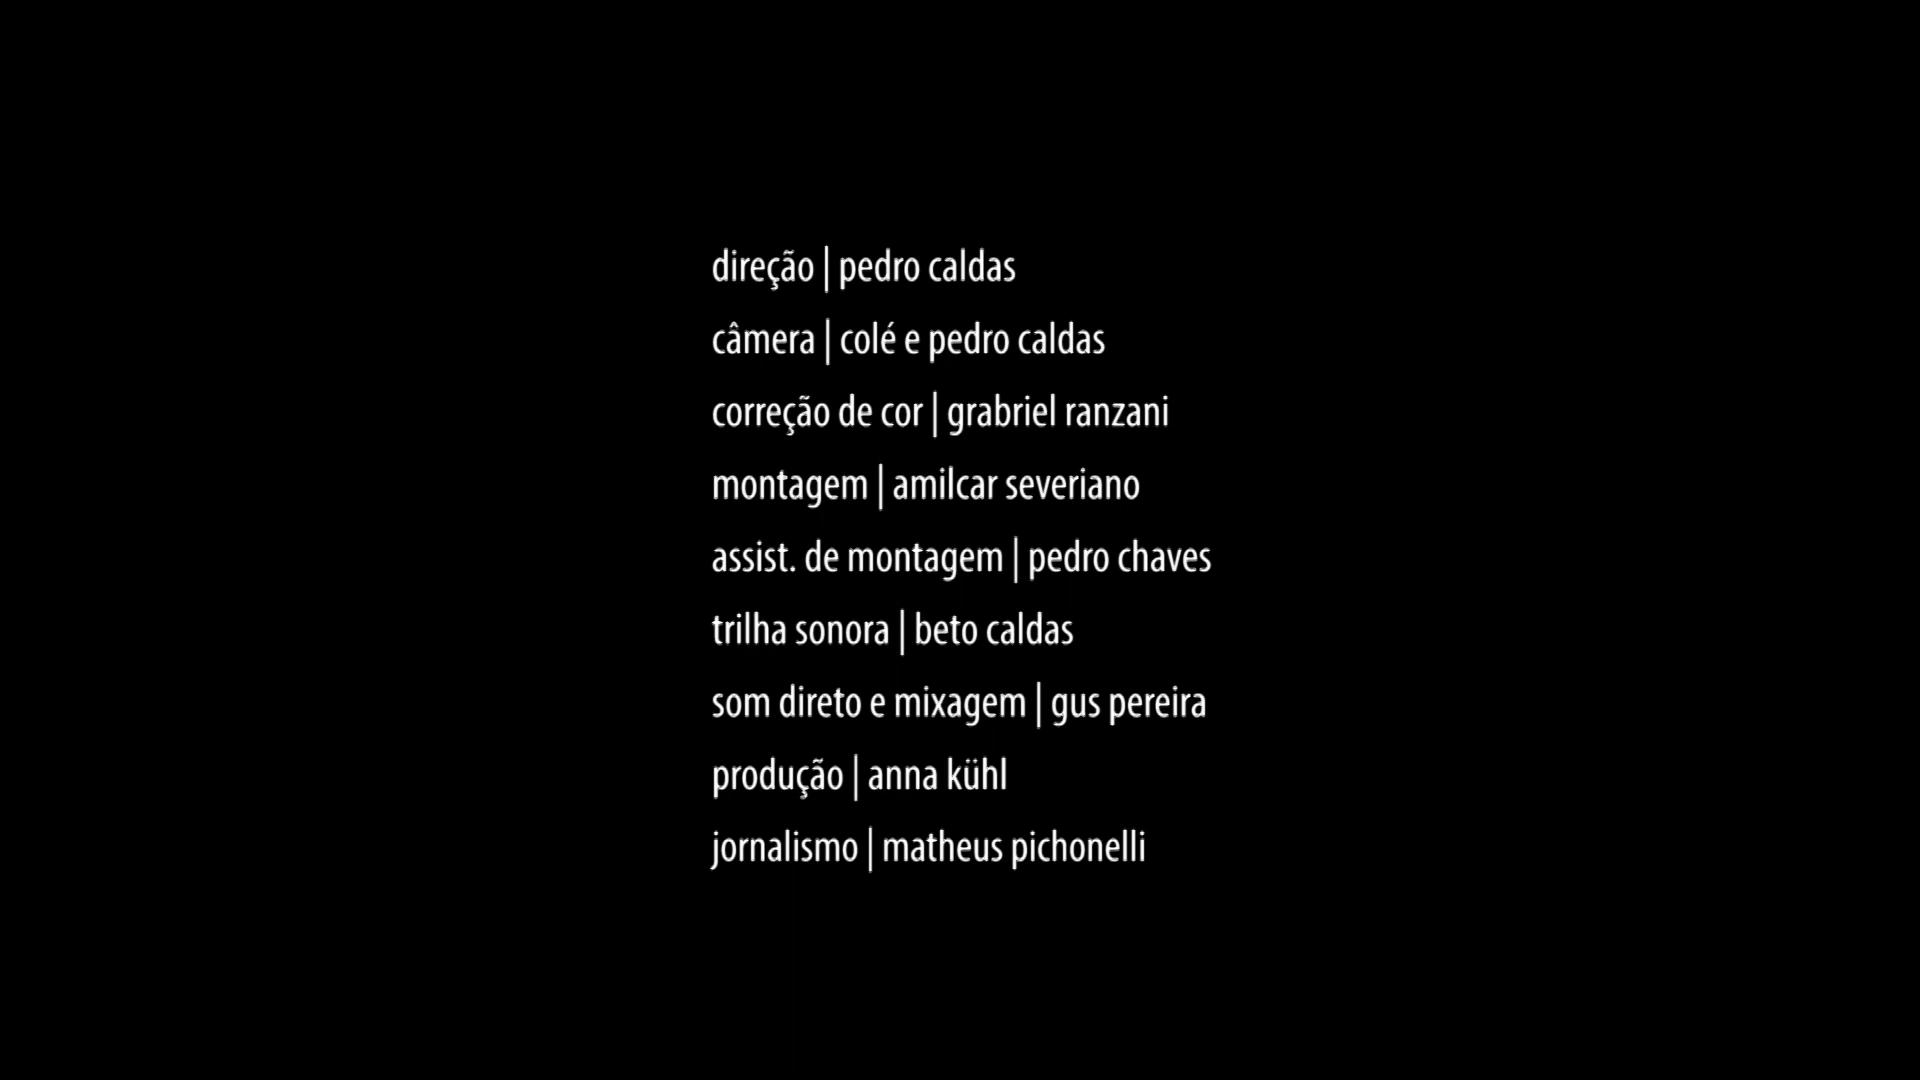 direção | pedro caldas
câmera | colé e pedro caldas
correção de cor | grabriel ranzani
montagem | amilcar severiano
assist. de montagem | pedro chaves
trilha sonora | beto caldas
som direto e mixagem | gus pereira
produção | anna kühl
jornalismo | matheus pichonelli